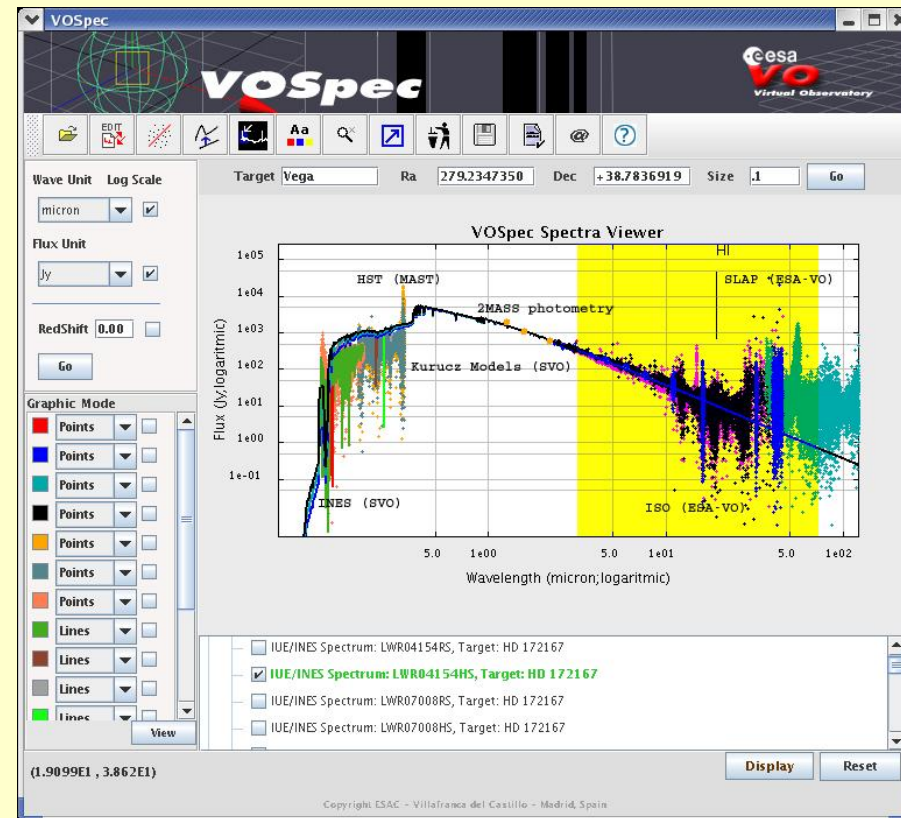 VOSpec
VOSpec
esa
VO
Virtual Observatory
EDIT
Aa
@
?
Wave Unit Log Scale
micron
Flux Unit
Jy
RedShift 0.00
Go
Target Vega Ra 279.2347350 Dec +38.7836919 Size .1 Go
VOSpec Spectra Viewer
HI
1e05
HST (MAST)
SLAP (ESA-VO)
1e04
2MASS photometry
1e03
1e02
Kurucz Models (SVO)
1e01
1e00
1e-01
INES (SVO)
ISO (ESA-VO)
Flux (Jy;logaritmic)
5.0 1e00 5.0 1e01 5.0 1e02
Wavelength (micron;logaritmic)
Graphic Mode
Points
Points
Points
Points
Points
Points
Points
Lines
Lines
Lines
Lines
View
IUE/INES Spectrum: LWR04154RS, Target: HD 172167
IUE/INES Spectrum: LWR04154HS, Target: HD 172167
IUE/INES Spectrum: LWR07008RS, Target: HD 172167
IUE/INES Spectrum: LWR07008HS, Target: HD 172167
(1.9099E1 , 3.862E1)
Display Reset
Copyright ESAC - Villafranca del Castillo - Madrid, Spain